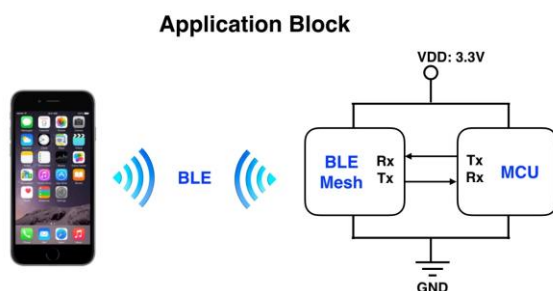 Application Block
VDD: 3.3V
BLE
BLE
Mesh
Rx
Tx
Tx
Rx
MCU
GND